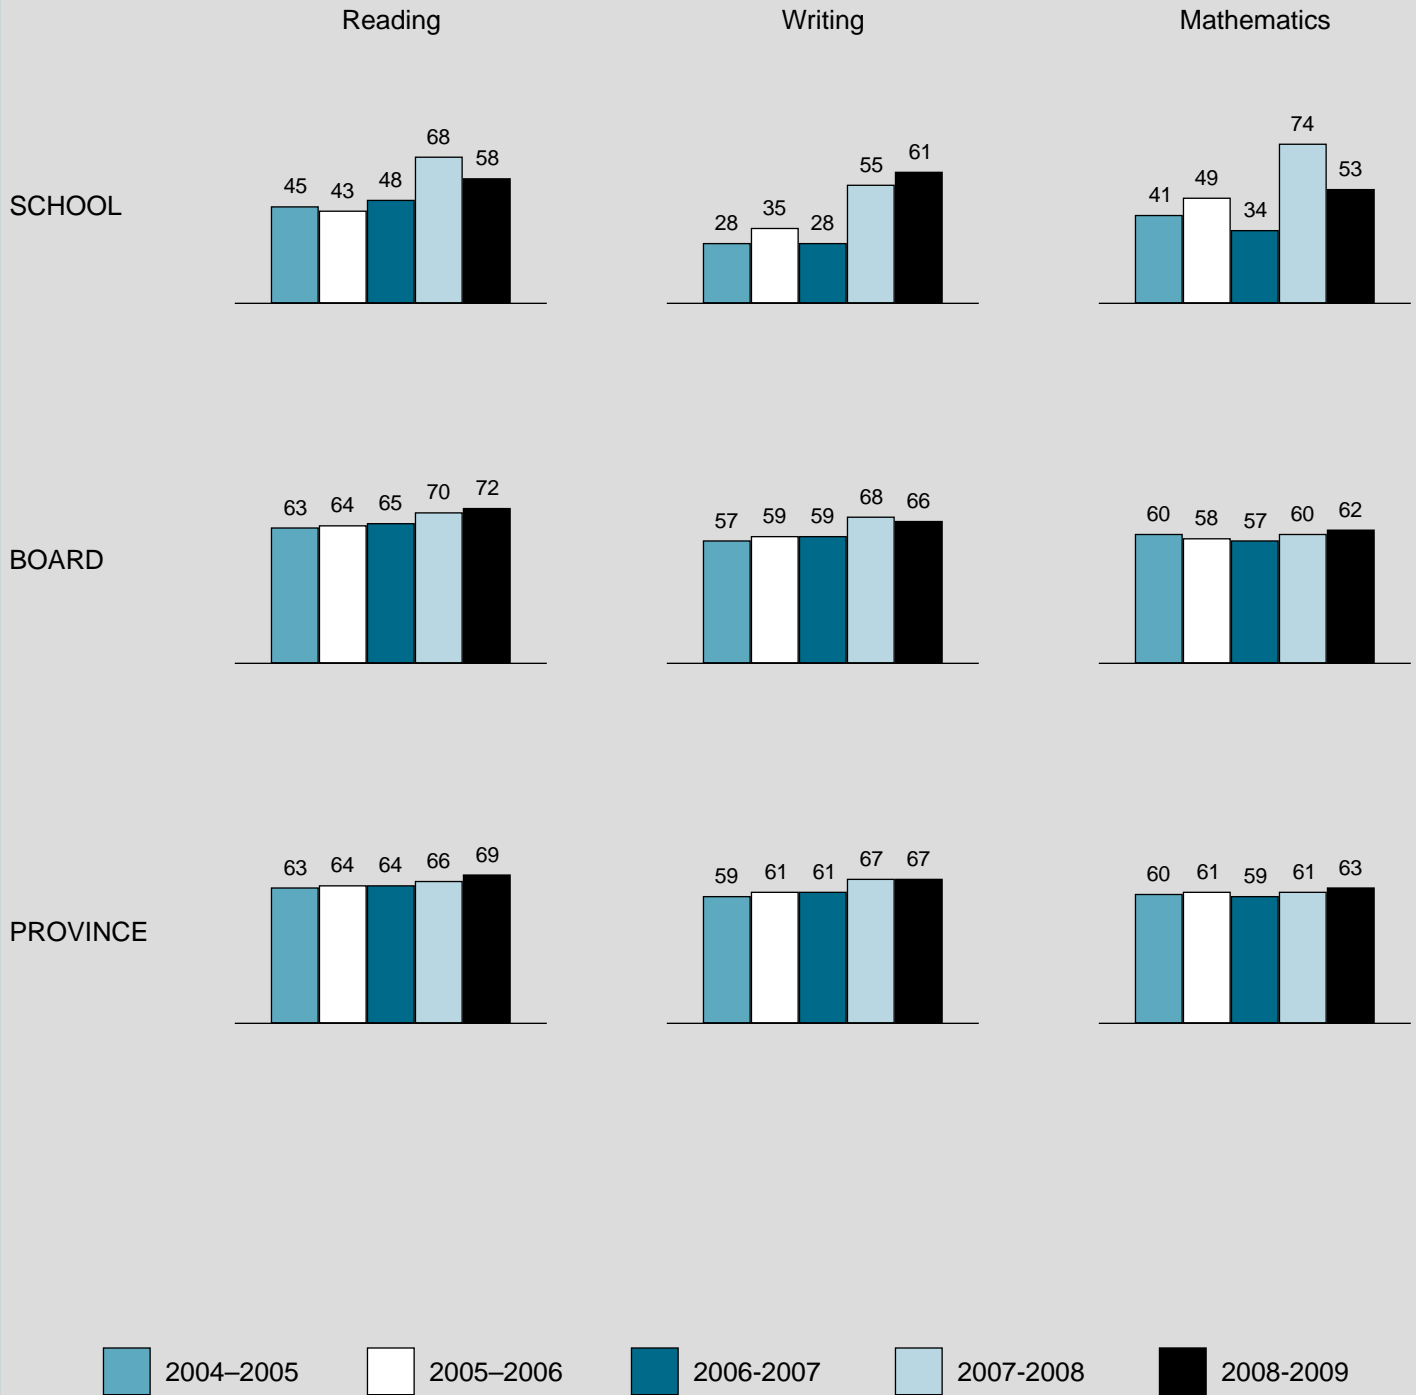 Reading Writing Mathematics
74
68
61
58
55
53
45 43 48
41 49 34
28 35 28
SCHOOL
63 64 65 70 72
57 59 59 68 66
60 58 57 60 62
BOARD
63 64 64 66 69
59 61 61 67 67
60 61 59 61 63
PROVINCE
2004–2005 2005–2006 2006-2007 2007-2008 2008-2009